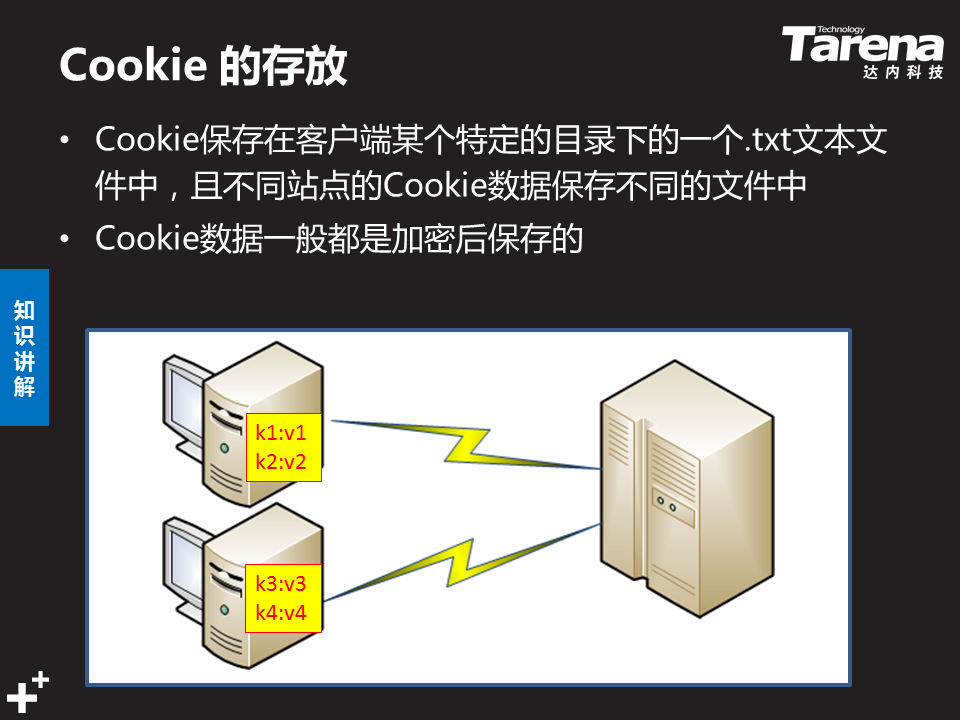 Cookie 的存放
Technology
Tarena
达内科技
• Cookie保存在客户端某个特定的目录下的一个.txt文本文
件中，且不同站点的Cookie数据保存不同的文件中
• Cookie数据一般都是加密后保存的
知
识
讲
解
k1:v1
k2:v2
k3:v3
k4:v4